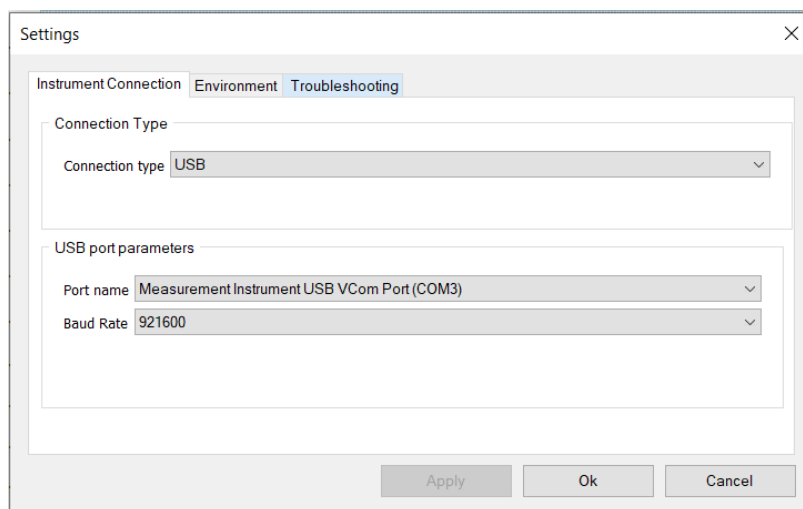 Settings
Instrument Connection Environment Troubleshooting
Connection Type
Connection type USB
USB port parameters
Port name Measurement Instrument USB VCom Port (COM3)
Baud Rate 921600
Apply Ok Cancel